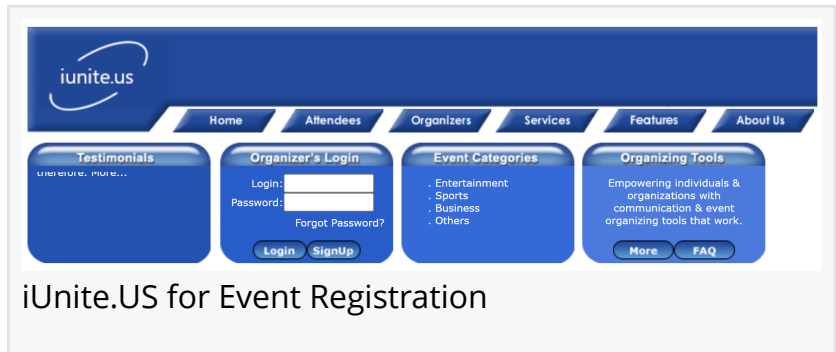 iunite.us
Home
Attendees
Organizers
Services
Features
About Us
Testimonials
therefore. More...
Organizer's Login
Login:
Password:
Forgot Password?
Login
SignUp
Event Categories
. Entertainment
. Sports
. Business
. Others
Organizing Tools
Empowering individuals &
organizations with
communication & event
organizing tools that work.
More
FAQ
iUnite.US for Event Registration